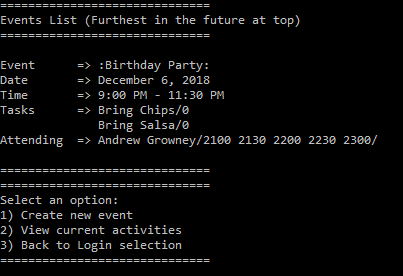 ==============================
Events List (Furthest in the future at top)
==============================
Event => :Birthday Party:
Date => December 6, 2018
Time => 9:00 PM - 11:30 PM
Tasks => Bring Chips/0
Bring Salsa/0
Attending => Andrew Growney/2100 2130 2200 2230 2300/
==============================
==============================
Select an option:
1) Create new event
2) View current activities
3) Back to Login selection
==============================